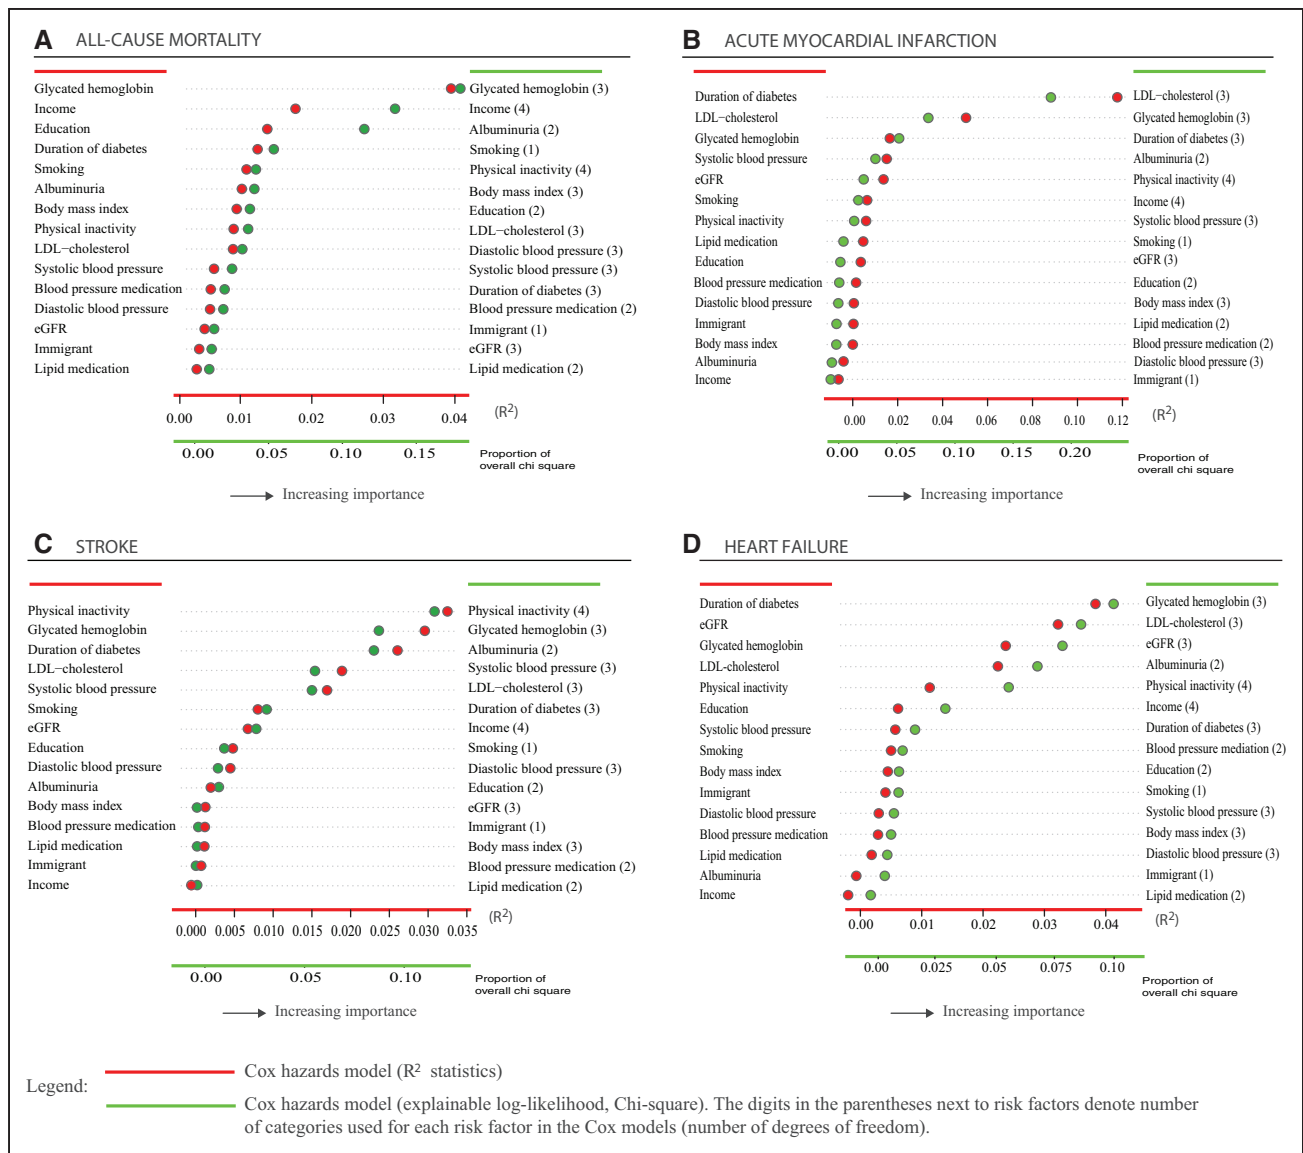 A ALL-CAUSE MORTALITY
Glycated hemoglobin Glycated hemoglobin (3)
Income Income (4)
Education Albuminuria (2)
Duration of diabetes Smoking (1)
Smoking Physical inactivity (4)
Albuminuria Body mass index (3)
Body mass index Education (2)
Physical inactivity LDL−cholesterol (3)
LDL−cholesterol Diastolic blood pressure (3)
Systolic blood pressure Systolic blood pressure (3)
Blood pressure medication Duration of diabetes (3)
Diastolic blood pressure Blood pressure medication (2)
eGFR Immigrant (1)
Immigrant eGFR (3)
Lipid medication Lipid medication (2)
0.00 0.01 0.02 0.03 0.04 (R²)
0.00 0.05 0.10 0.15 Proportion of
overall chi square
Increasing importance
B ACUTE MYOCARDIAL INFARCTION
Duration of diabetes LDL−cholesterol (3)
LDL−cholesterol Glycated hemoglobin (3)
Glycated hemoglobin Duration of diabetes (3)
Systolic blood pressure Albuminuria (2)
eGFR Physical inactivity (4)
Smoking Income (4)
Physical inactivity Systolic blood pressure (3)
Lipid medication Smoking (1)
Education eGFR (3)
Blood pressure medication Education (2)
Diastolic blood pressure Body mass index (3)
Immigrant Lipid medication (2)
Body mass index Blood pressure medication (2)
Albuminuria Diastolic blood pressure (3)
Income Immigrant (1)
0.00 0.02 0.04 0.06 0.08 0.10 0.12 (R²)
0.00 0.05 0.10 0.15 0.20 Proportion of
overall chi square
Increasing importance
C STROKE
Physical inactivity Physical inactivity (4)
Glycated hemoglobin Glycated hemoglobin (3)
Duration of diabetes Albuminuria (2)
LDL−cholesterol Systolic blood pressure (3)
Systolic blood pressure LDL−cholesterol (3)
Smoking Duration of diabetes (3)
eGFR Income (4)
Education Smoking (1)
Diastolic blood pressure Diastolic blood pressure (3)
Albuminuria Education (2)
Body mass index eGFR (3)
Blood pressure medication Immigrant (1)
Lipid medication Body mass index (3)
Immigrant Blood pressure medication (2)
Income Lipid medication (2)
0.000 0.005 0.010 0.015 0.020 0.025 0.030 0.035 (R²)
0.00 0.05 0.10 Proportion of
overall chi square
Increasing importance
D HEART FAILURE
Duration of diabetes Glycated hemoglobin (3)
eGFR LDL-cholesterol (3)
Glycated hemoglobin eGFR (3)
LDL-cholesterol Albuminuria (2)
Physical inactivity Physical inactivity (4)
Education Income (4)
Systolic blood pressure Duration of diabetes (3)
Smoking Blood pressure mediation (2)
Body mass index Education (2)
Immigrant Smoking (1)
Diastolic blood pressure Systolic blood pressure (3)
Blood pressure medication Body mass index (3)
Lipid medication Diastolic blood pressure (3)
Albuminuria Immigrant (1)
Income Lipid medication (2)
0.00 0.01 0.02 0.03 0.04 (R²)
0.00 0.025 0.05 0.075 0.10 Proportion of
overall chi square
Increasing importance
Legend: Cox hazards model (R² statistics)
Cox hazards model (explainable log-likelihood, Chi-square). The digits in the parentheses next to risk factors denote number
of categories used for each risk factor in the Cox models (number of degrees of freedom).